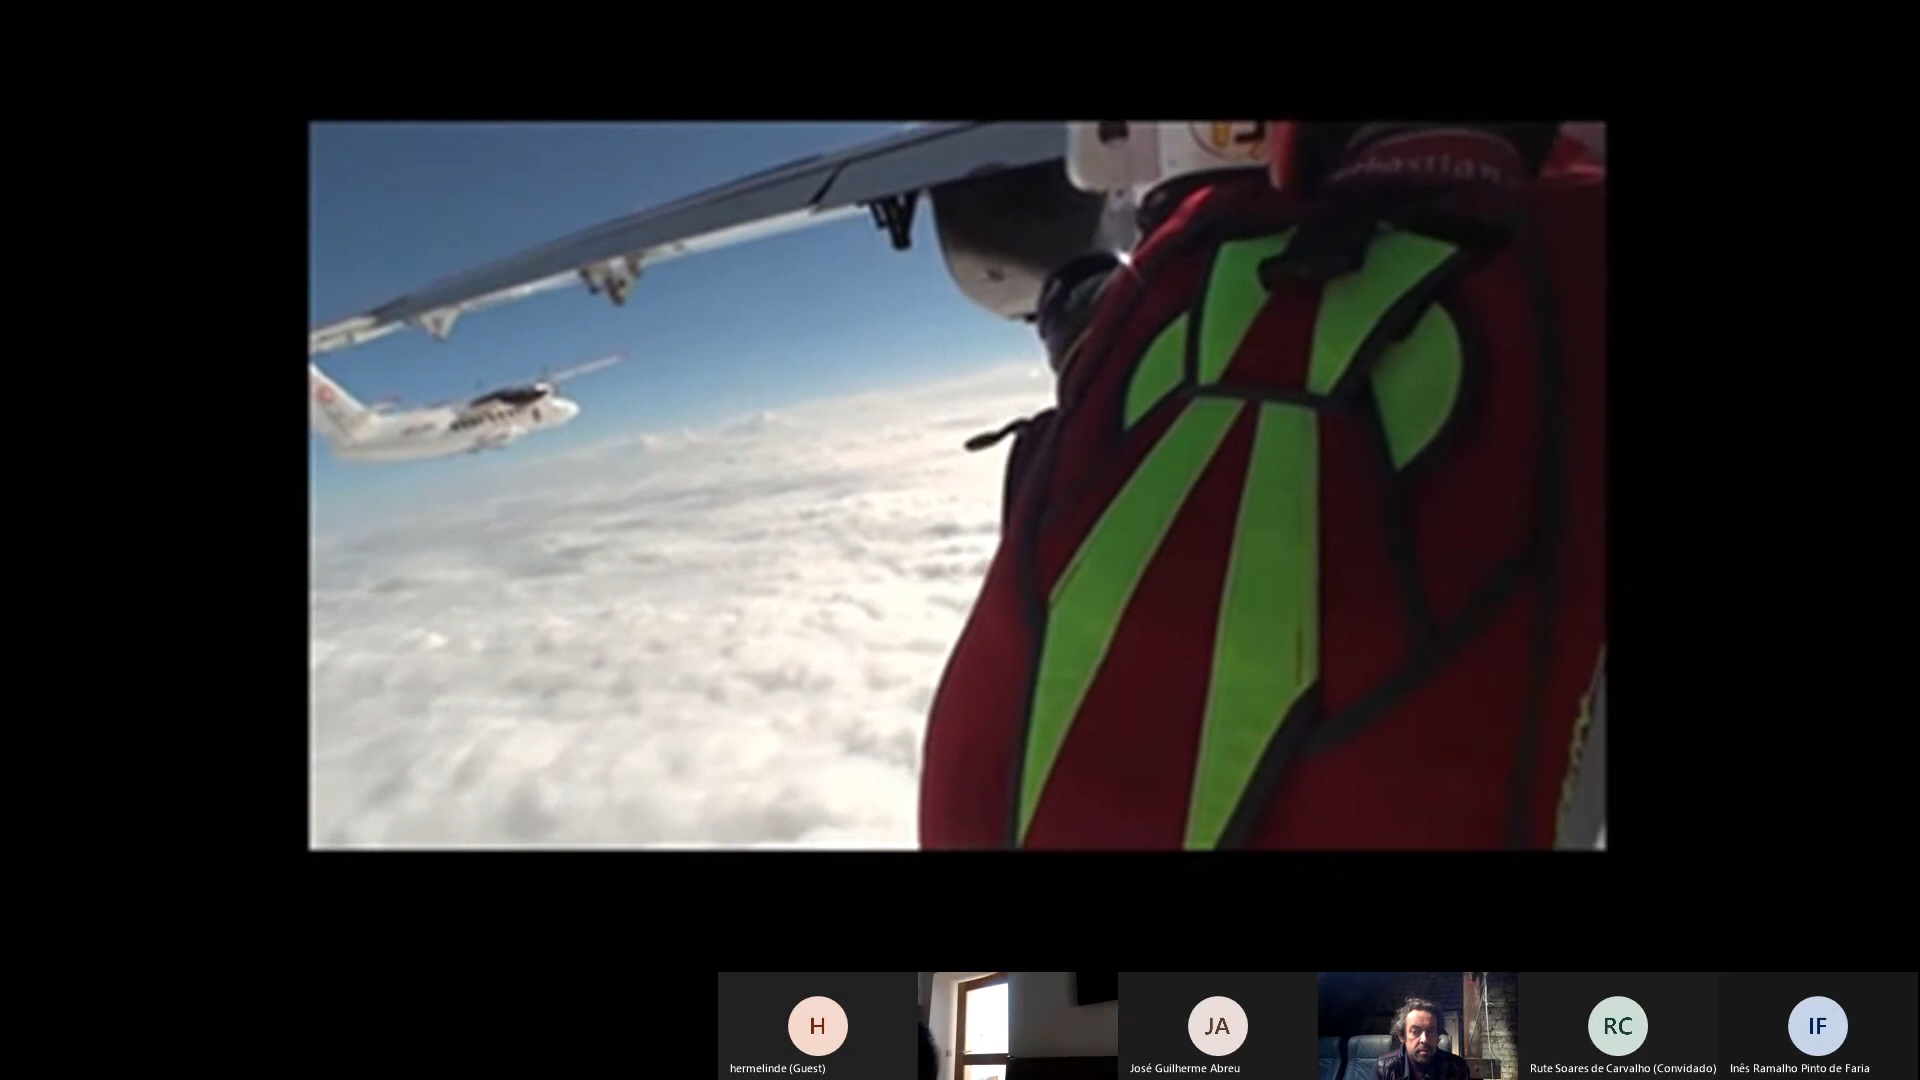 H
JA
RC
IF
hermelinde (Guest)
José Guilherme Abreu
Rute Soares de Carvalho (Convidado)
Inês Ramalho Pinto de Faria